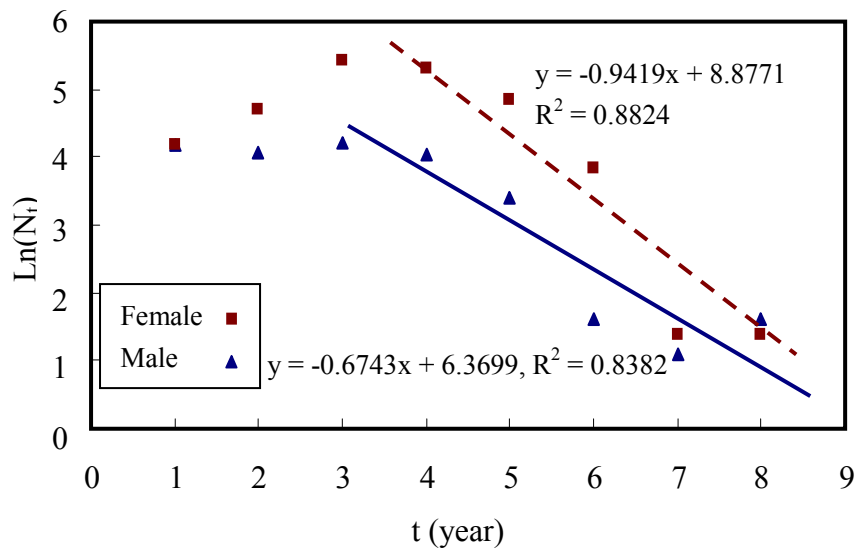 6
5
4
3
2
1
0
Ln(Nₜ)
y = -0.9419x + 8.8771
R² = 0.8824
Female
Male
y = -0.6743x + 6.3699, R² = 0.8382
0 1 2 3 4 5 6 7 8 9
t (year)